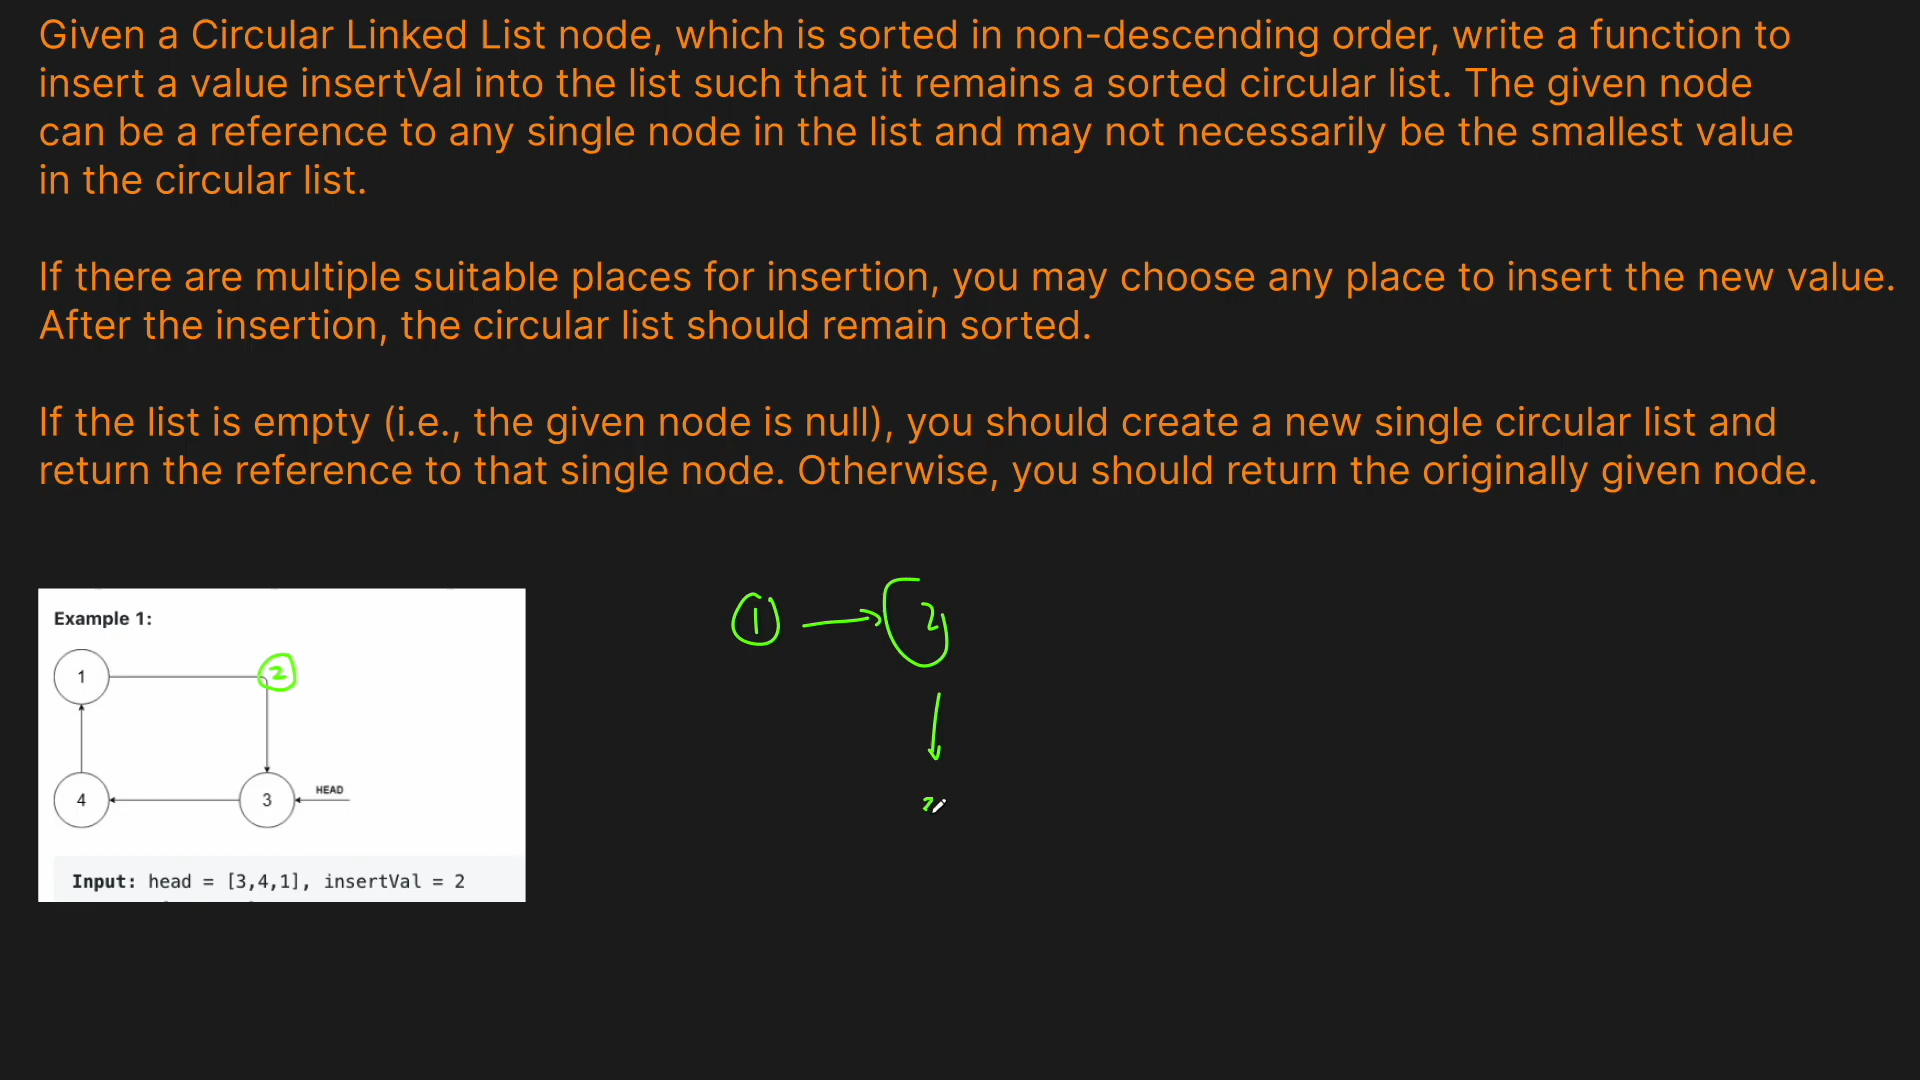 Given a Circular Linked List node, which is sorted in non-descending order, write a function to
insert a value insertVal into the list such that it remains a sorted circular list. The given node
can be a reference to any single node in the list and may not necessarily be the smallest value
in the circular list.
If there are multiple suitable places for insertion, you may choose any place to insert the new value.
After the insertion, the circular list should remain sorted.
If the list is empty (i.e., the given node is null), you should create a new single circular list and
return the reference to that single node. Otherwise, you should return the originally given node.
Example 1:
1 2
4 3 HEAD
Input: head = [3,4,1], insertVal = 2
1 2